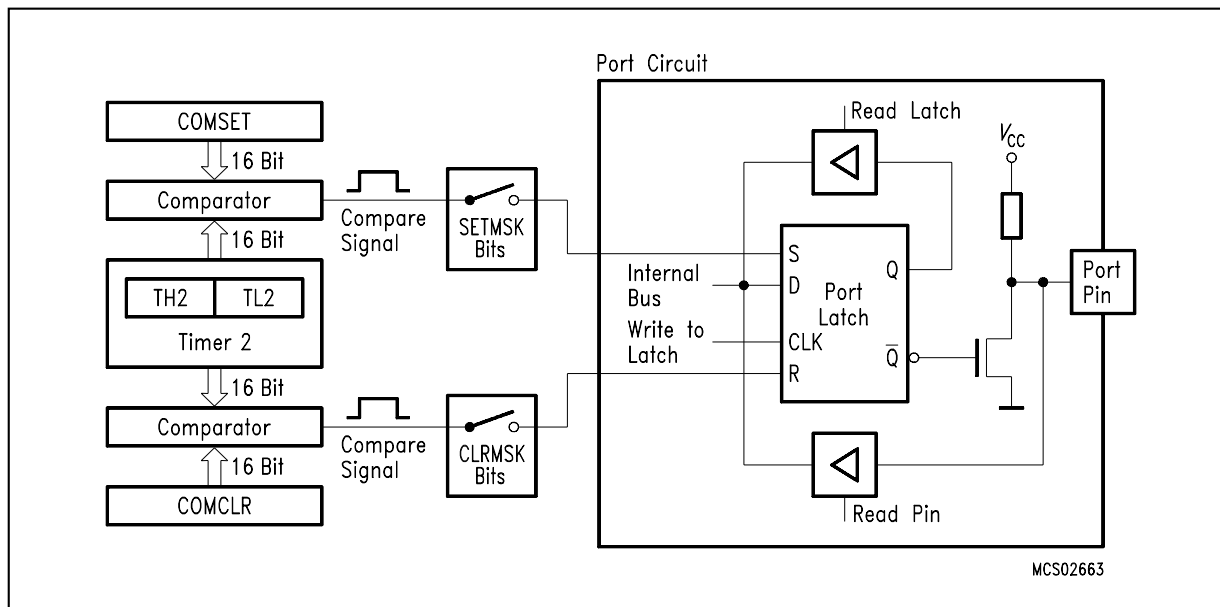 Port Circuit
COMSET
16 Bit
Comparator
16 Bit
TH2
TL2
Timer 2
16 Bit
Comparator
16 Bit
COMCLR
Compare
Signal
SETMSK
Bits
Compare
Signal
CLRMSK
Bits
Read Latch
Internal
Bus
Write to
Latch
S
D
CLK
R
Q
Q̅
Port
Latch
VCC
Port
Pin
Read Pin
MCS02663